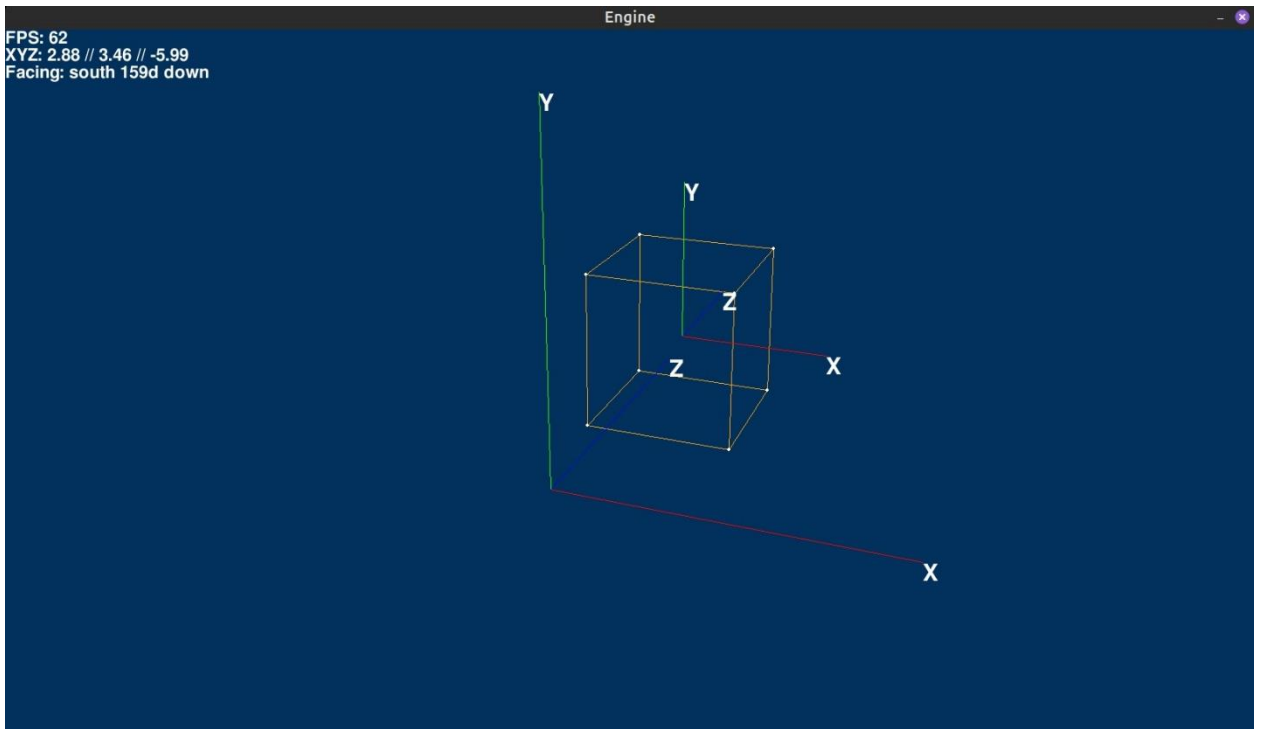 Engine
FPS: 62
XYZ: 2.88 // 3.46 // -5.99
Facing: south 159d down
Y
Y
Z
X
Z
X